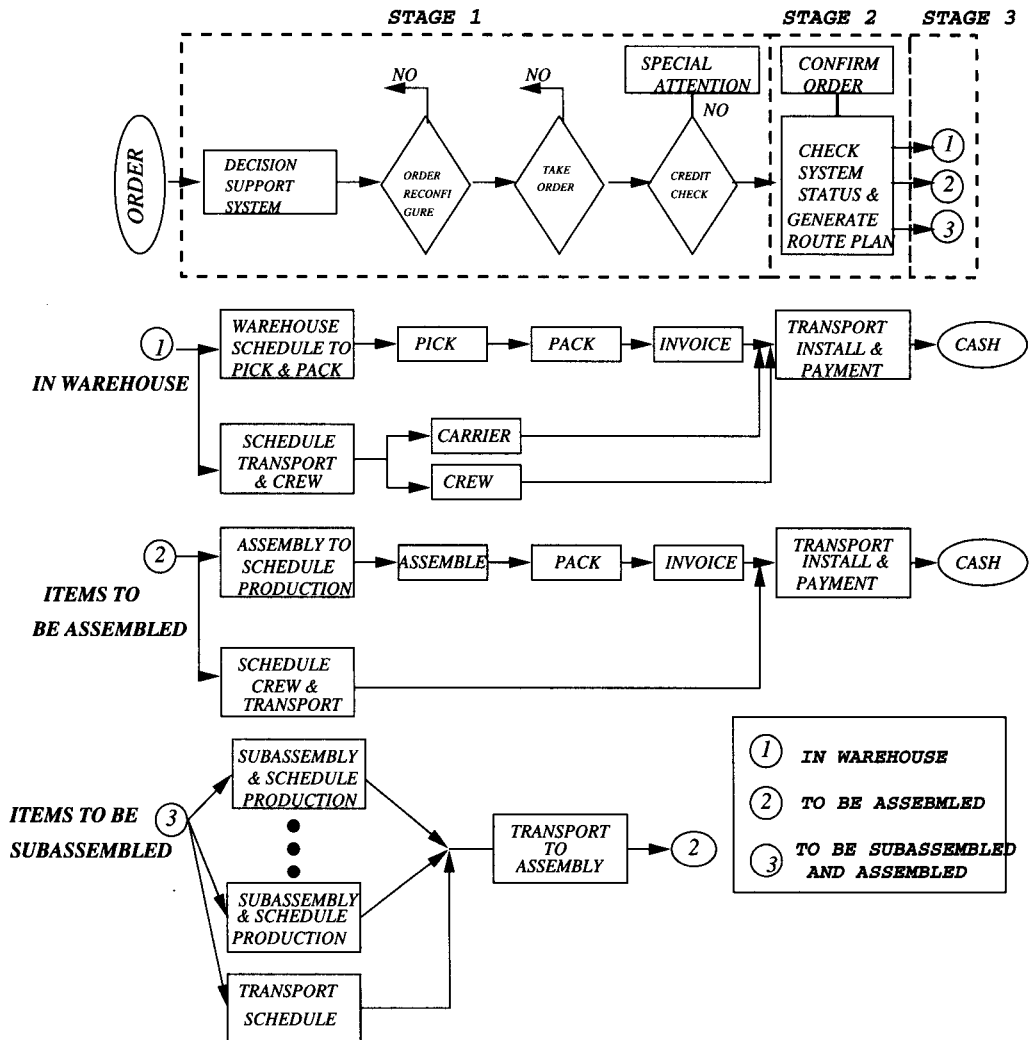 STAGE 1
STAGE 2
STAGE 3
ORDER
DECISION
SUPPORT
SYSTEM
NO
ORDER
RECONFI
GURE
NO
TAKE
ORDER
SPECIAL
ATTENTION
NO
CREDIT
CHECK
CONFIRM
ORDER
CHECK
SYSTEM
STATUS &
GENERATE
ROUTE PLAN
1
2
3
1
IN WAREHOUSE
WAREHOUSE
SCHEDULE TO
PICK & PACK
PICK
PACK
INVOICE
TRANSPORT
INSTALL &
PAYMENT
CASH
SCHEDULE
TRANSPORT
& CREW
CARRIER
CREW
2
ITEMS TO
BE ASSEMBLED
ASSEMBLY TO
SCHEDULE
PRODUCTION
ASSEMBLE
PACK
INVOICE
TRANSPORT
INSTALL &
PAYMENT
CASH
SCHEDULE
CREW &
TRANSPORT
ITEMS TO BE
SUBASSEMBLED
3
SUBASSEMBLY
& SCHEDULE
PRODUCTION
SUBASSEMBLY
& SCHEDULE
PRODUCTION
TRANSPORT
SCHEDULE
TRANSPORT
TO
ASSEMBLY
2
1 IN WAREHOUSE
2 TO BE ASSEBMLED
3 TO BE SUBASSEMBLED
AND ASSEMBLED